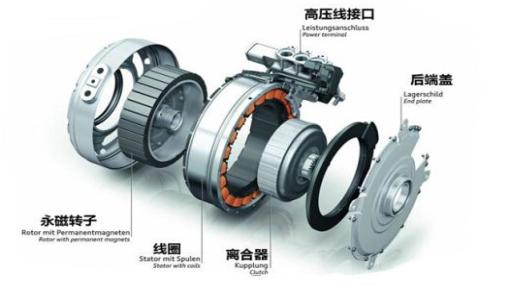 高压线接口
Leistungsanschluss
Power terminal
后端盖
Lagerschild
End plate
永磁转子
Rotor mit Permanentmagneten
Rotor with permanent magnets
线圈
Stator mit Spulen
Stator with coils
离合器
Kupplung
Clutch